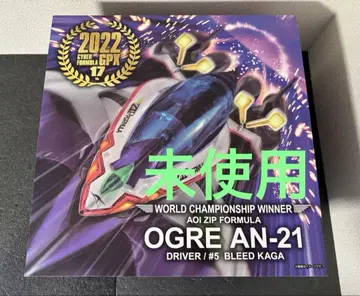 2022
CYBER FORMULA GPX
17
未使用
WORLD CHAMPIONSHIP WINNER
AOI ZIP FORMULA
OGRE AN-21
DRIVER / #5 BLEED KAGA